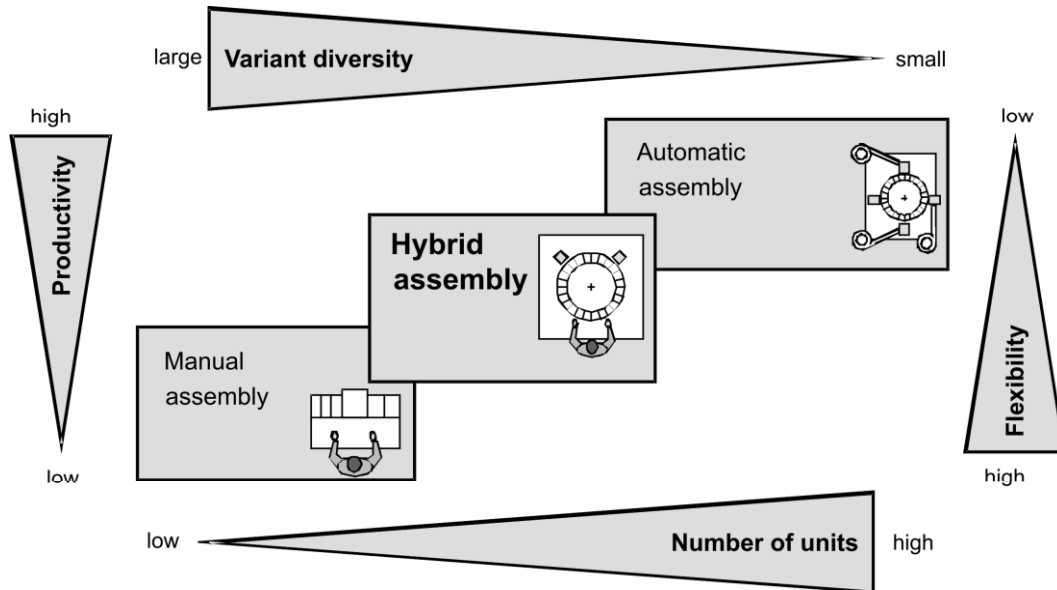 large
Variant diversity
small
high
low
Productivity
Automatic
assembly
Hybrid
assembly
Manual
assembly
Flexibility
low
high
low
Number of units
high